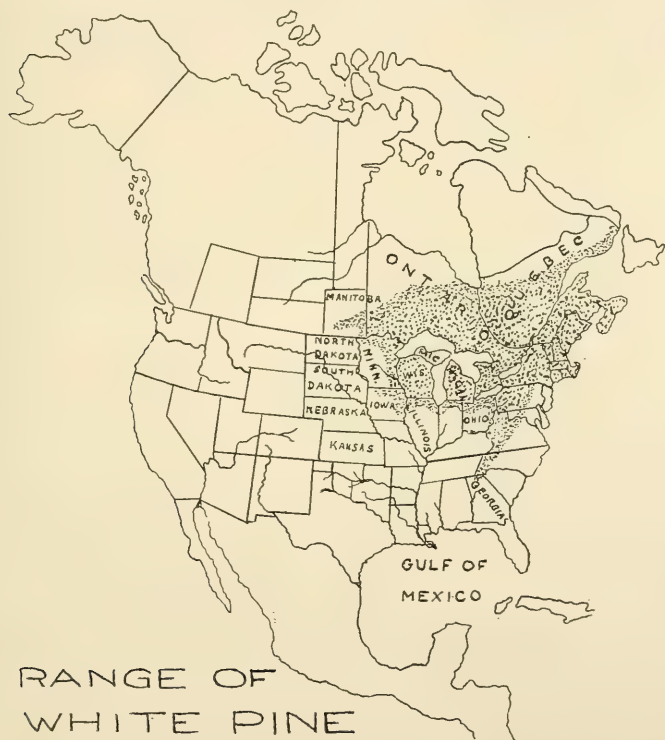 ONTARIO
QUEBEC
MANITOBA
NORTH
DAKOTA
MINN
SOUTH
DAKOTA
WIS.
MICH
NEBRASKA
IOWA
ILLINOIS
OHIO
KANSAS
GEORGIA
GULF OF
MEXICO
RANGE OF
WHITE PINE